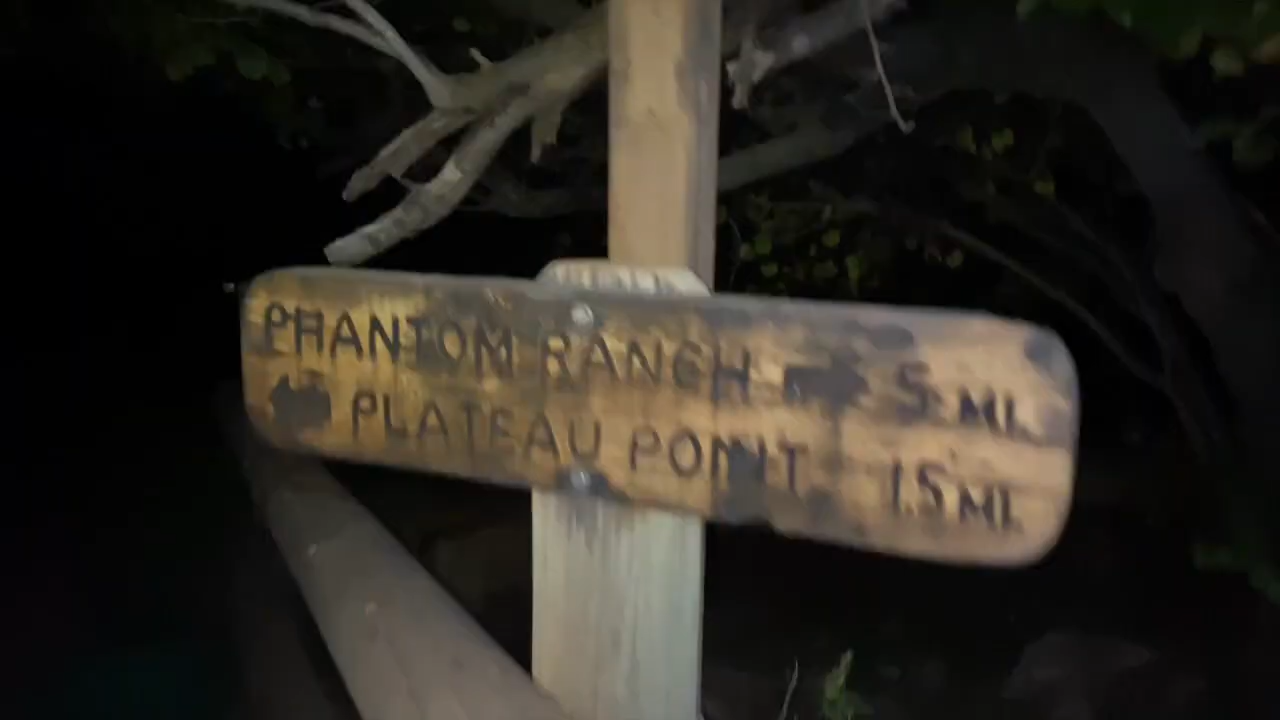 PHANTOM RANCH → 5 MI.
← PLATEAU POINT 1.5 MI.